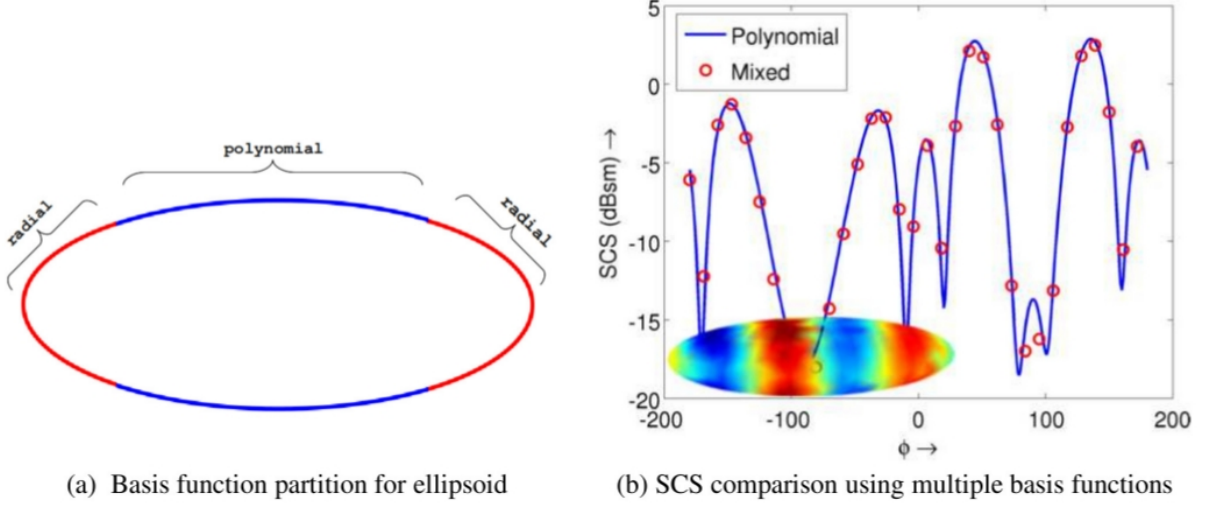 polynomial
radial
radial
(a) Basis function partition for ellipsoid
5
0
-5
-10
-15
-20
SCS (dBsm) →
Polynomial
Mixed
-200
-100
0
100
200
ϕ →
(b) SCS comparison using multiple basis functions